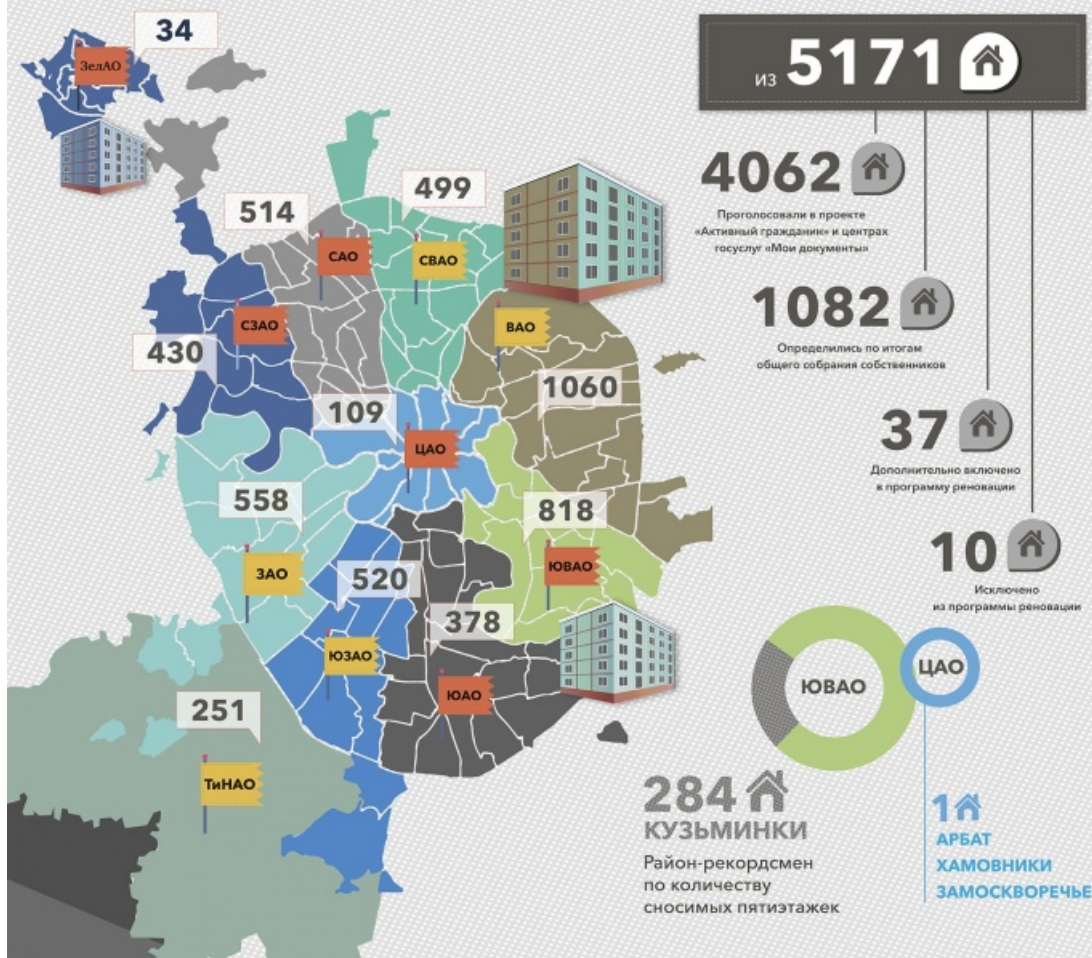 34
ЗелАО
из 5171
4062
Проголосовали в проекте
«Активный гражданин» и центрах
госуслуг «Мои документы»
499
514
САО
СВАО
1082
Определились по итогам
общего собрания собственников
СЗАО
ВАО
430
1060
109
ЦАО
37
Дополнительно включено
в программу реновации
558
818
ЗАО
ЮВАО
520
10
Исключено
из программы реновации
378
ЮЗАО
ЮАО
251
ТиНАО
ЮВАО
ЦАО
284
КУЗЬМИНКИ
Район-рекордсмен
по количеству
сносимых пятиэтажек
1
АРБАТ
ХАМОВНИКИ
ЗАМОСКВОРЕЧЬЕ